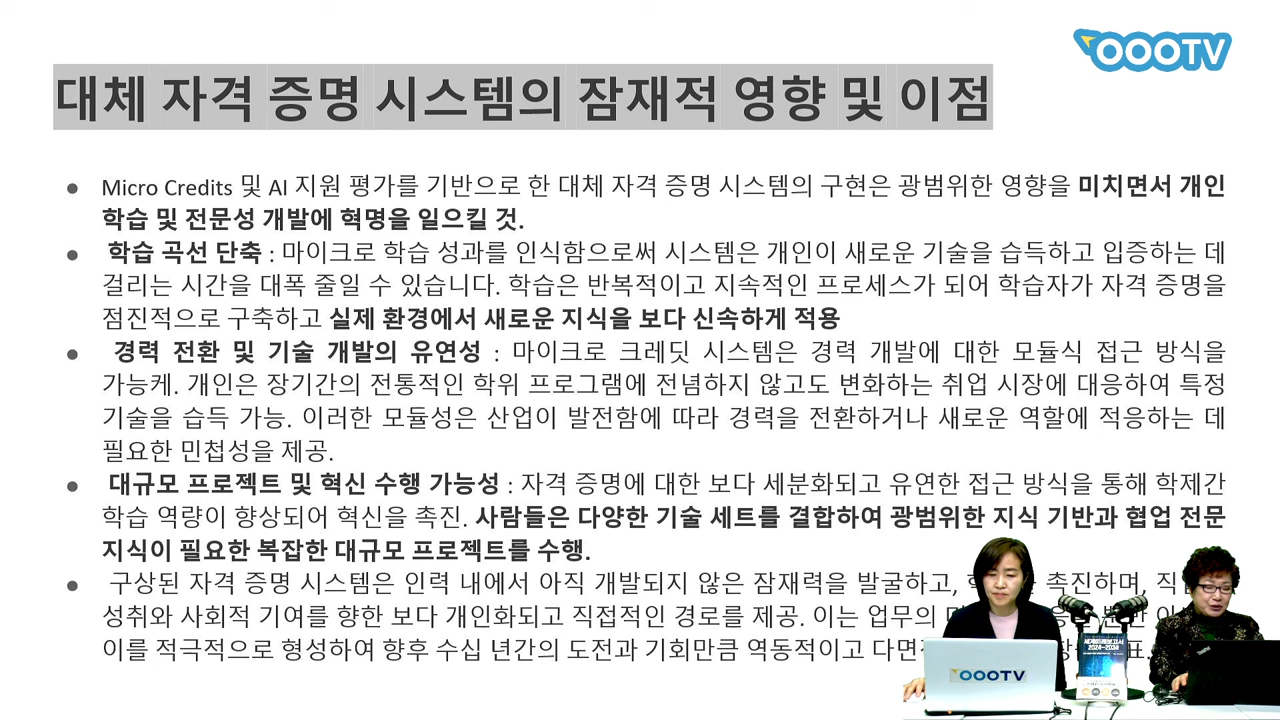 OOOTV
대체 자격 증명 시스템의 잠재적 영향 및 이점
● Micro Credits 및 AI 지원 평가를 기반으로 한 대체 자격 증명 시스템의 구현은 광범위한 영향을 미치면서 개인
학습 및 전문성 개발에 혁명을 일으킬 것.
● 학습 곡선 단축 : 마이크로 학습 성과를 인식함으로써 시스템은 개인이 새로운 기술을 습득하고 입증하는 데
걸리는 시간을 대폭 줄일 수 있습니다. 학습은 반복적이고 지속적인 프로세스가 되어 학습자가 자격 증명을
점진적으로 구축하고 실제 환경에서 새로운 지식을 보다 신속하게 적용
● 경력 전환 및 기술 개발의 유연성 : 마이크로 크레딧 시스템은 경력 개발에 대한 모듈식 접근 방식을
가능케. 개인은 장기간의 전통적인 학위 프로그램에 전념하지 않고도 변화하는 취업 시장에 대응하여 특정
기술을 습득 가능. 이러한 모듈성은 산업이 발전함에 따라 경력을 전환하거나 새로운 역할에 적응하는 데
필요한 민첩성을 제공.
● 대규모 프로젝트 및 혁신 수행 가능성 : 자격 증명에 대한 보다 세분화되고 유연한 접근 방식을 통해 학제간
학습 역량이 향상되어 혁신을 촉진. 사람들은 다양한 기술 세트를 결합하여 광범위한 지식 기반과 협업 전문
지식이 필요한 복잡한 대규모 프로젝트를 수행.
● 구상된 자격 증명 시스템은 인력 내에서 아직 개발되지 않은 잠재력을 발굴하고, 촉진하며,
성취와 사회적 기여를 향한 보다 개인화되고 직접적인 경로를 제공. 이는 업무의
이를 적극적으로 형성하여 향후 수십 년간의 도전과 기회만큼 역동적이고
2024-2034
OOOTV